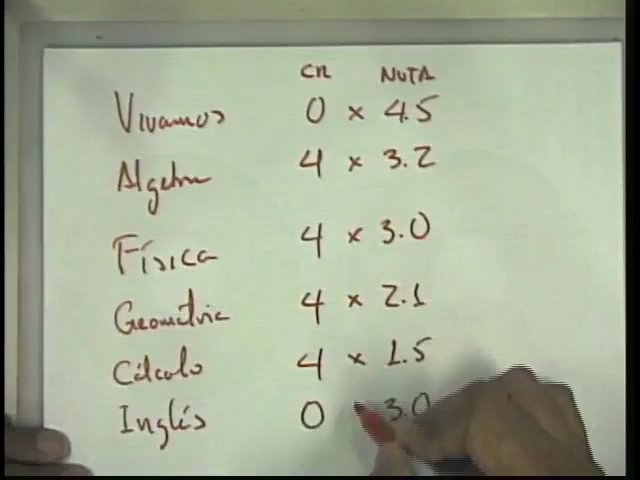 CR NOTA
Vivamos 0 x 4.5
Algebra 4 x 3.2
Física 4 x 3.0
Geometria 4 x 2.1
Cálculo 4 x 1.5
Inglés 0 3.0